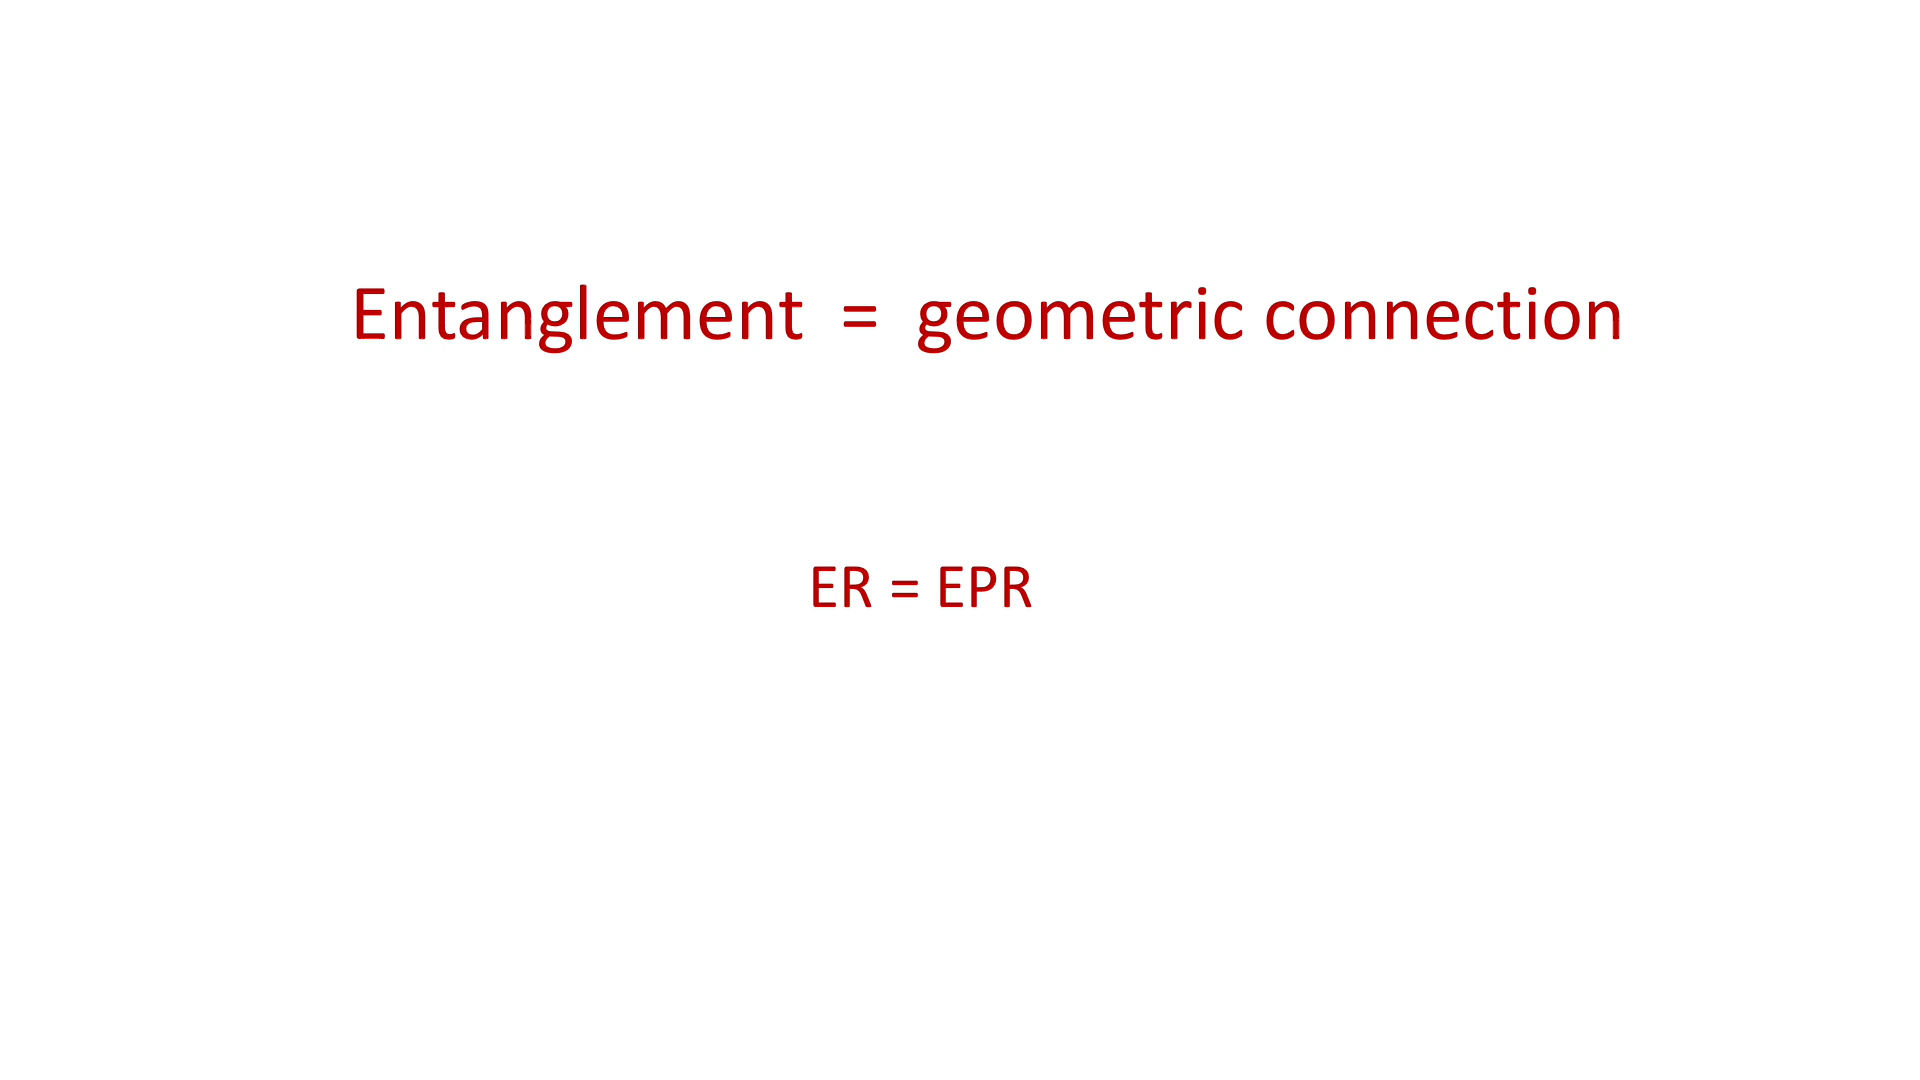 Entanglement = geometric connection
ER = EPR